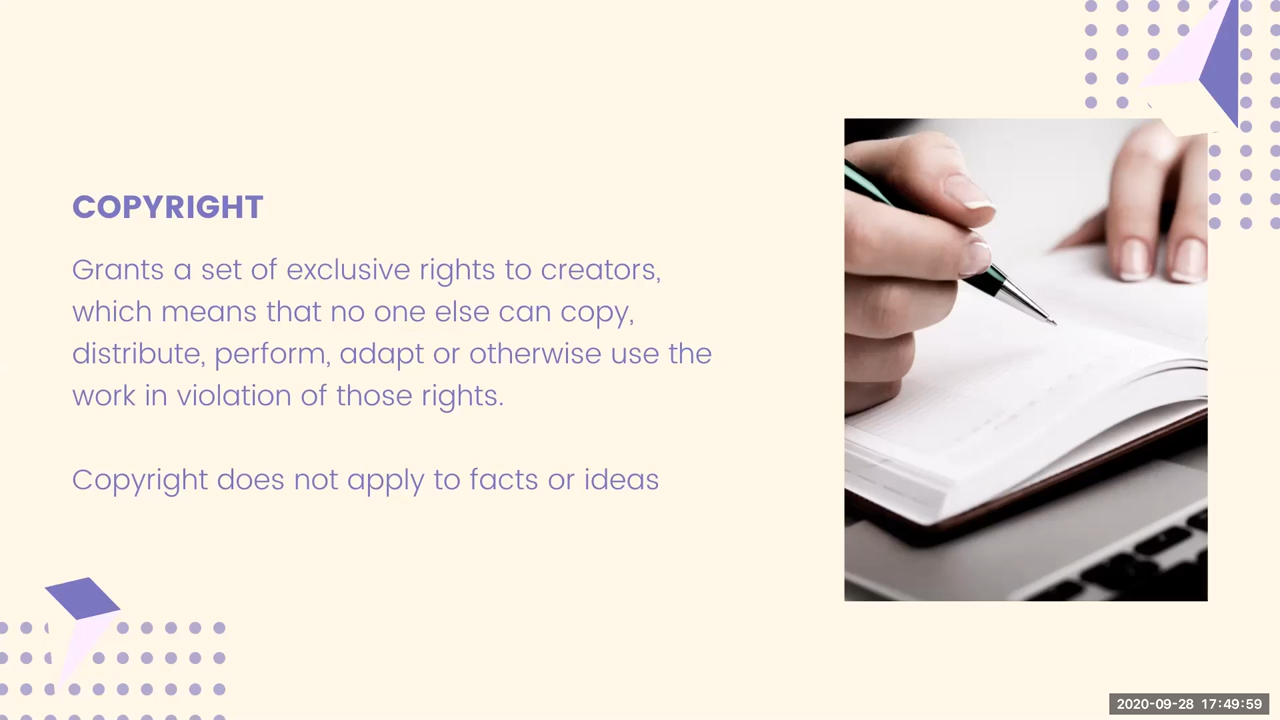 COPYRIGHT
Grants a set of exclusive rights to creators,
which means that no one else can copy,
distribute, perform, adapt or otherwise use the
work in violation of those rights.
Copyright does not apply to facts or ideas
2020-09-28 17:49:59